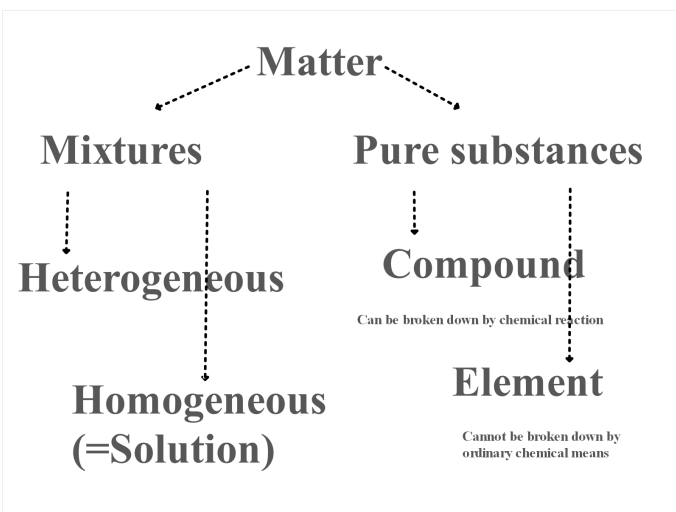 Matter
Mixtures
Pure substances
Heterogeneous
Compound
Can be broken down by chemical reaction
Homogeneous
(=Solution)
Element
Cannot be broken down by
ordinary chemical means